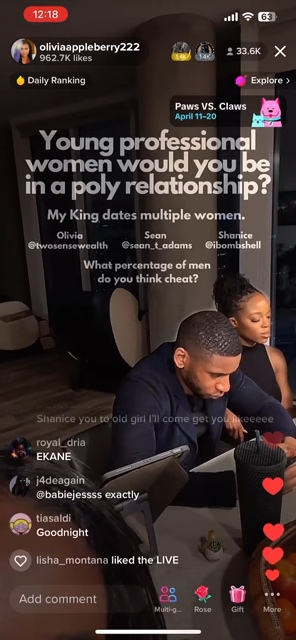 12:18
63
oliviaappleberry222
962.7K likes
14K
33.6K
Daily Ranking
Explore >
Paws VS. Claws
April 11–20
Young professional
women would you be
in a poly relationship?
My King dates multiple women.
Olivia
@twosensewealth
Sean
@sean_t_adams
Shanice
@ibombshell
What percentage of men
do you think cheat?
Shanice you to old girl I'll come get you likeeeee
royal_dria
EKANE
j4deagain
@babiejessss exactly
tiasaldi
Goodnight
lisha_montana liked the LIVE
Add comment
Multi-g...
Rose
Gift
More